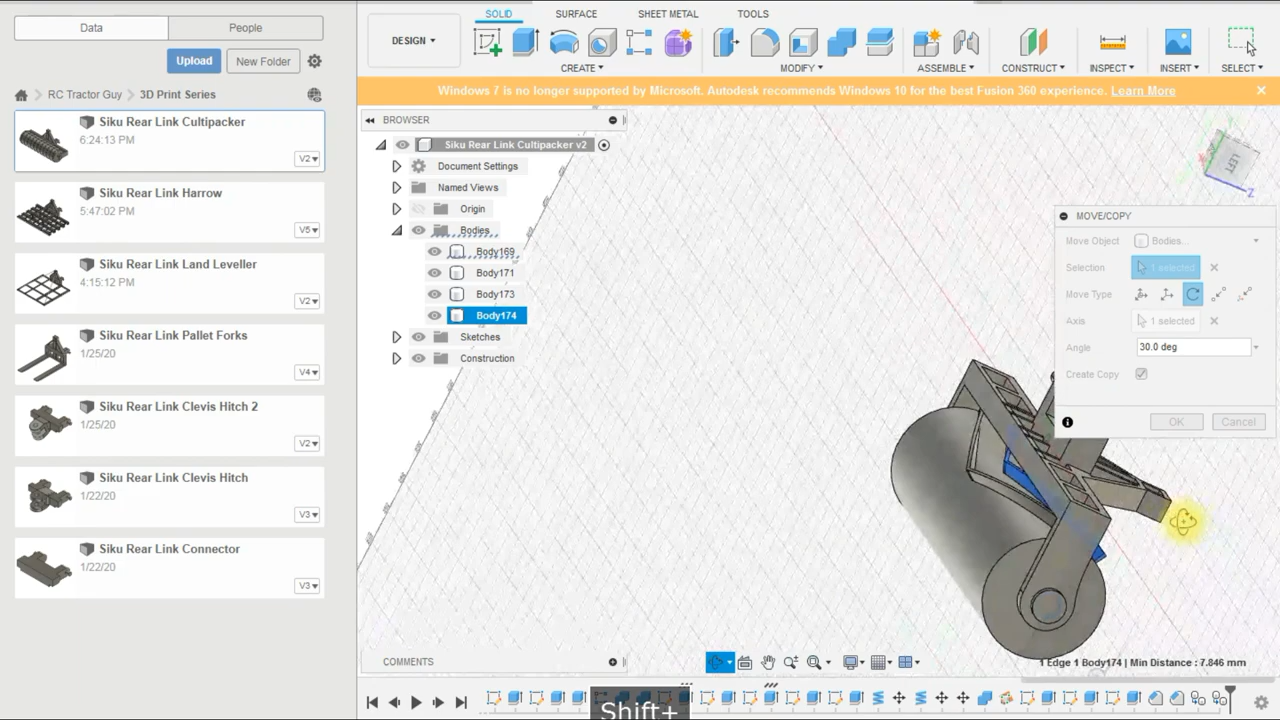 Data
People
Upload
New Folder
RC Tractor Guy
3D Print Series
Siku Rear Link Cultipacker
6:24:13 PM
V2
Siku Rear Link Harrow
5:47:02 PM
V5
Siku Rear Link Land Leveller
4:15:12 PM
V2
Siku Rear Link Pallet Forks
1/25/20
V4
Siku Rear Link Clevis Hitch 2
1/25/20
V2
Siku Rear Link Clevis Hitch
1/22/20
V3
Siku Rear Link Connector
1/22/20
V3
SOLID SURFACE SHEET METAL TOOLS
DESIGN
CREATE MODIFY ASSEMBLE CONSTRUCT INSPECT INSERT SELECT
Windows 7 is no longer supported by Microsoft. Autodesk recommends Windows 10 for the best Fusion 360 experience. Learn More
BROWSER
Siku Rear Link Cultipacker v2
Document Settings
Named Views
Origin
Bodies
Body169
Body171
Body173
Body174
Sketches
Construction
LEFT
Z
MOVE/COPY
Move Object Bodies...
Selection 1 selected
Move Type
Axis 1 selected
Angle 30.0 deg
Create Copy
OK Cancel
COMMENTS
1 Edge 1 Body174 | Min Distance : 7.846 mm
Shift+